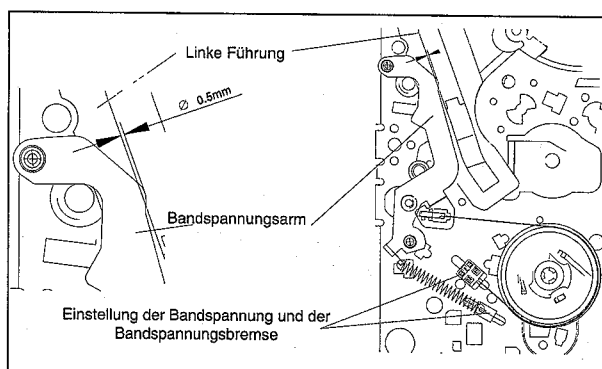 Linke Führung
Ø 0.5mm
Bandspannungsarm
Einstellung der Bandspannung und der
Bandspannungsbremse